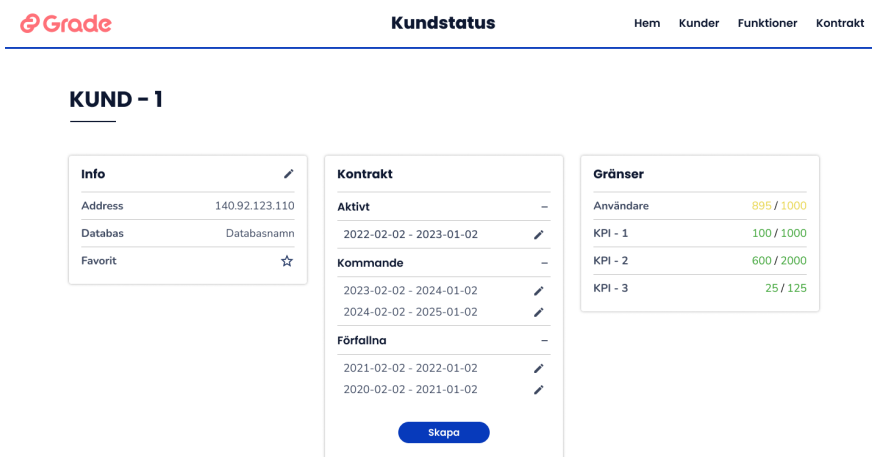 Grade
Kundstatus
Hem Kunder Funktioner Kontrakt
KUND - 1
Info
Address 140.92.123.110
Databas Databasnamn
Favorit
Kontrakt
Aktivt –
2022-02-02 - 2023-01-02
Kommande –
2023-02-02 - 2024-01-02
2024-02-02 - 2025-01-02
Förfallna –
2021-02-02 - 2022-01-02
2020-02-02 - 2021-01-02
Skapa
Gränser
Användare 895 / 1000
KPI - 1 100 / 1000
KPI - 2 600 / 2000
KPI - 3 25 / 125